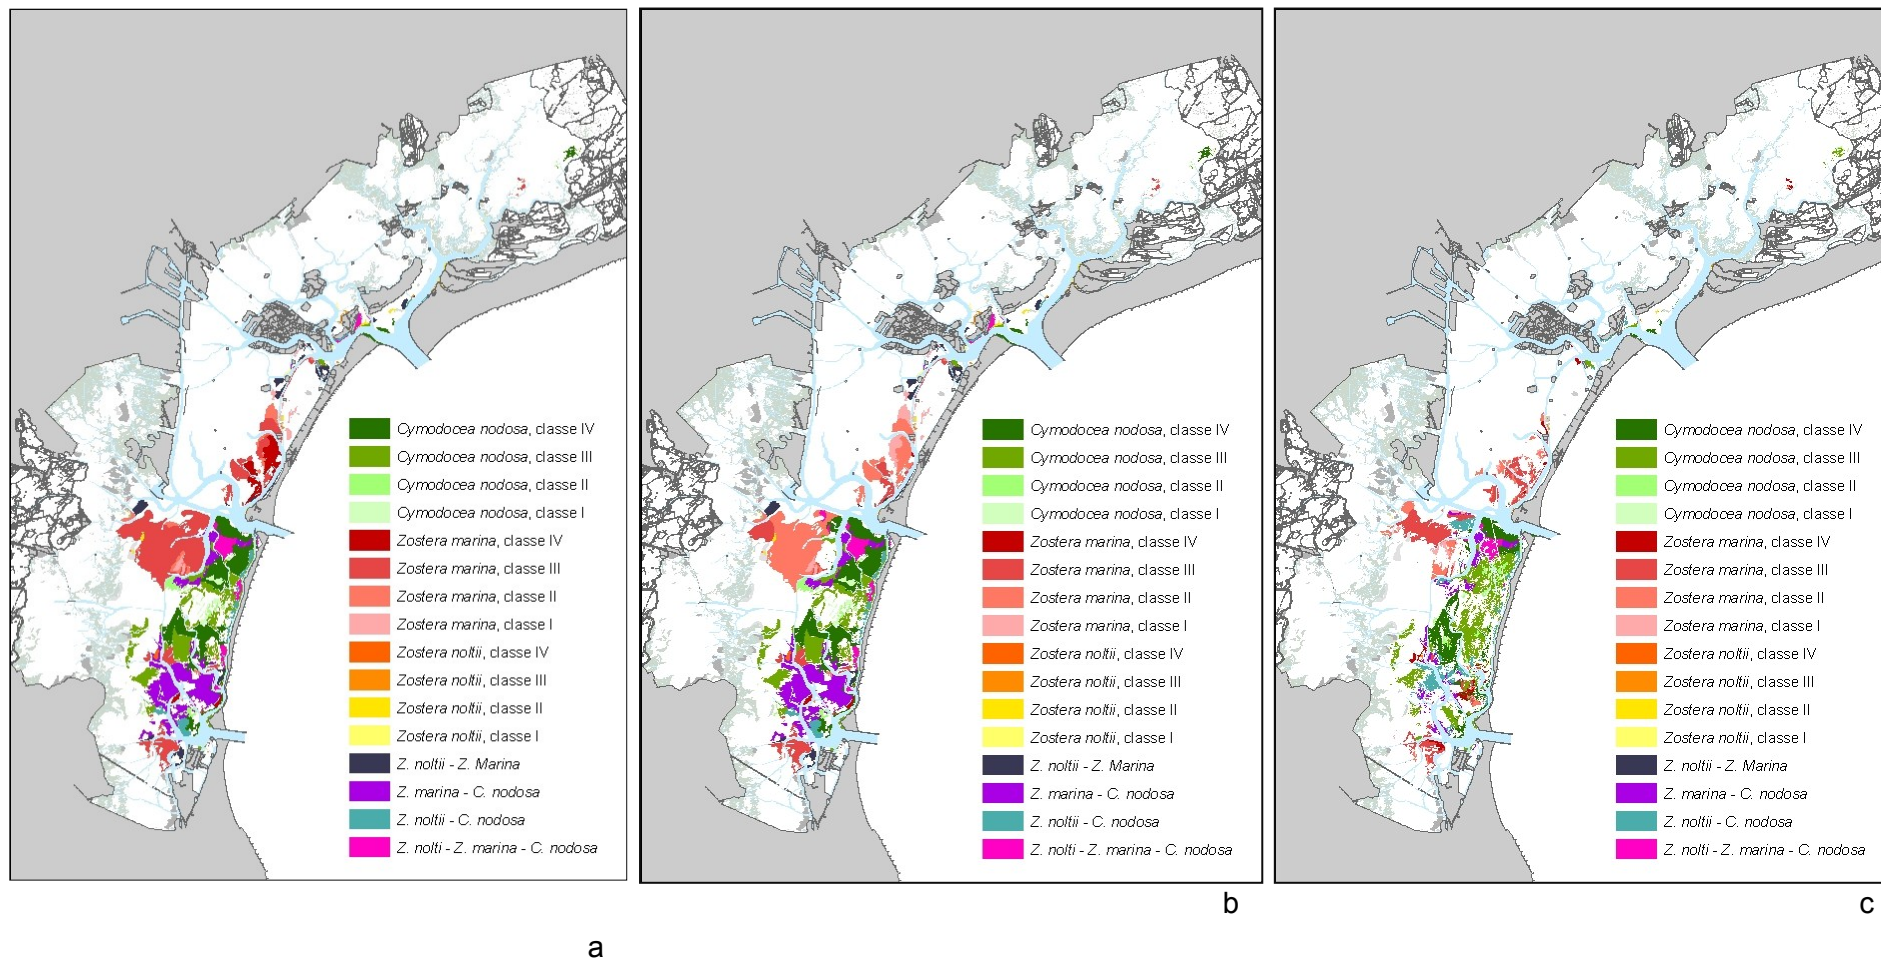 Cymodocea nodosa, classe IV
Cymodocea nodosa, classe III
Cymodocea nodosa, classe II
Cymodocea nodosa, classe I
Zostera marina, classe IV
Zostera marina, classe III
Zostera marina, classe II
Zostera marina, classe I
Zostera noltii, classe IV
Zostera noltii, classe III
Zostera noltii, classe II
Zostera noltii, classe I
Z. noltii - Z. Marina
Z. marina - C. nodosa
Z. noltii - C. nodosa
Z. nolti - Z. marina - C. nodosa
a
Cymodocea nodosa, classe IV
Cymodocea nodosa, classe III
Cymodocea nodosa, classe II
Cymodocea nodosa, classe I
Zostera marina, classe IV
Zostera marina, classe III
Zostera marina, classe II
Zostera marina, classe I
Zostera noltii, classe IV
Zostera noltii, classe III
Zostera noltii, classe II
Zostera noltii, classe I
Z. noltii - Z. Marina
Z. marina - C. nodosa
Z. noltii - C. nodosa
Z. nolti - Z. marina - C. nodosa
b
Cymodocea nodosa, classe IV
Cymodocea nodosa, classe III
Cymodocea nodosa, classe II
Cymodocea nodosa, classe I
Zostera marina, classe IV
Zostera marina, classe III
Zostera marina, classe II
Zostera marina, classe I
Zostera noltii, classe IV
Zostera noltii, classe III
Zostera noltii, classe II
Zostera noltii, classe I
Z. noltii - Z. Marina
Z. marina - C. nodosa
Z. noltii - C. nodosa
Z. nolti - Z. marina - C. nodosa
c